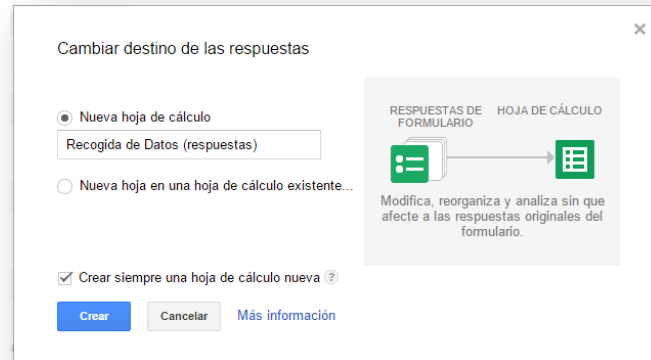 Cambiar destino de las respuestas
Nueva hoja de cálculo
Recogida de Datos (respuestas)
Nueva hoja en una hoja de cálculo existente...
RESPUESTAS DE HOJA DE CÁLCULO
FORMULARIO
Modifica, reorganiza y analiza sin que
afecte a las respuestas originales del
formulario.
Crear siempre una hoja de cálculo nueva ?
Crear Cancelar Más información